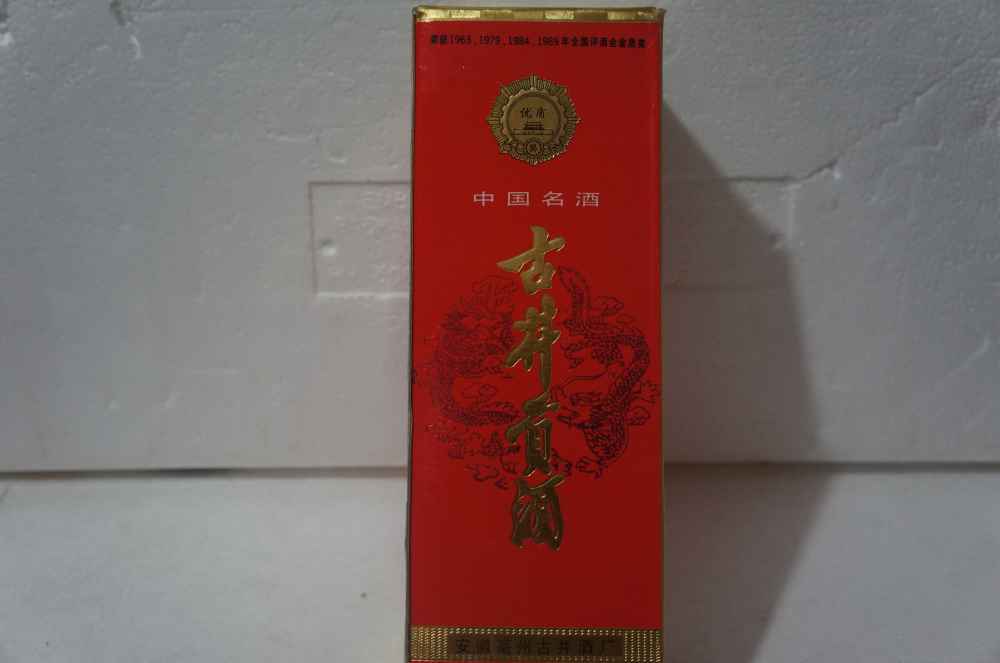 荣获1963,1979,1984,1989年全国评酒会金质奖
优质
奖
中国名酒
古井贡酒
安徽亳州古井酒厂